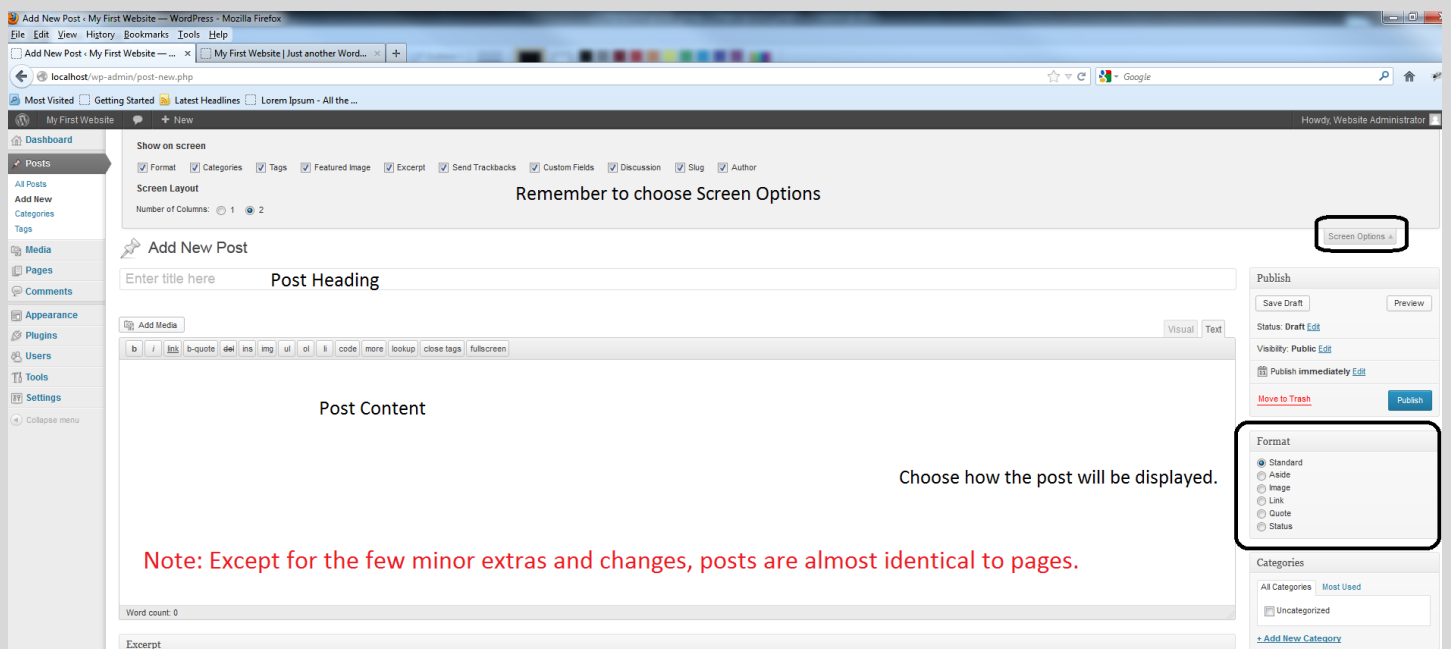 Add New Post ‹ My First Website — WordPress - Mozilla Firefox
File Edit View History Bookmarks Tools Help
Add New Post ‹ My First Website — ... × My First Website | Just another Word... × +
localhost/wp-admin/post-new.php Google
Most Visited Getting Started Latest Headlines Lorem Ipsum - All the ...
My First Website + New Howdy, Website Administrator
Dashboard
Posts
All Posts
Add New
Categories
Tags
Media
Pages
Comments
Appearance
Plugins
Users
Tools
Settings
Collapse menu
Show on screen
Format Categories Tags Featured Image Excerpt Send Trackbacks Custom Fields Discussion Slug Author
Screen Layout
Remember to choose Screen Options
Number of Columns: 1 2
Screen Options
Add New Post
Enter title here
Post Heading
Add Media
Visual Text
b i link b-quote del ins img ul ol li code more lookup close tags fullscreen
Post Content
Choose how the post will be displayed.
Note: Except for the few minor extras and changes, posts are almost identical to pages.
Word count: 0
Excerpt
Publish
Save Draft Preview
Status: Draft Edit
Visibility: Public Edit
Publish immediately Edit
Move to Trash Publish
Format
Standard
Aside
Image
Link
Quote
Status
Categories
All Categories Most Used
Uncategorized
+ Add New Category